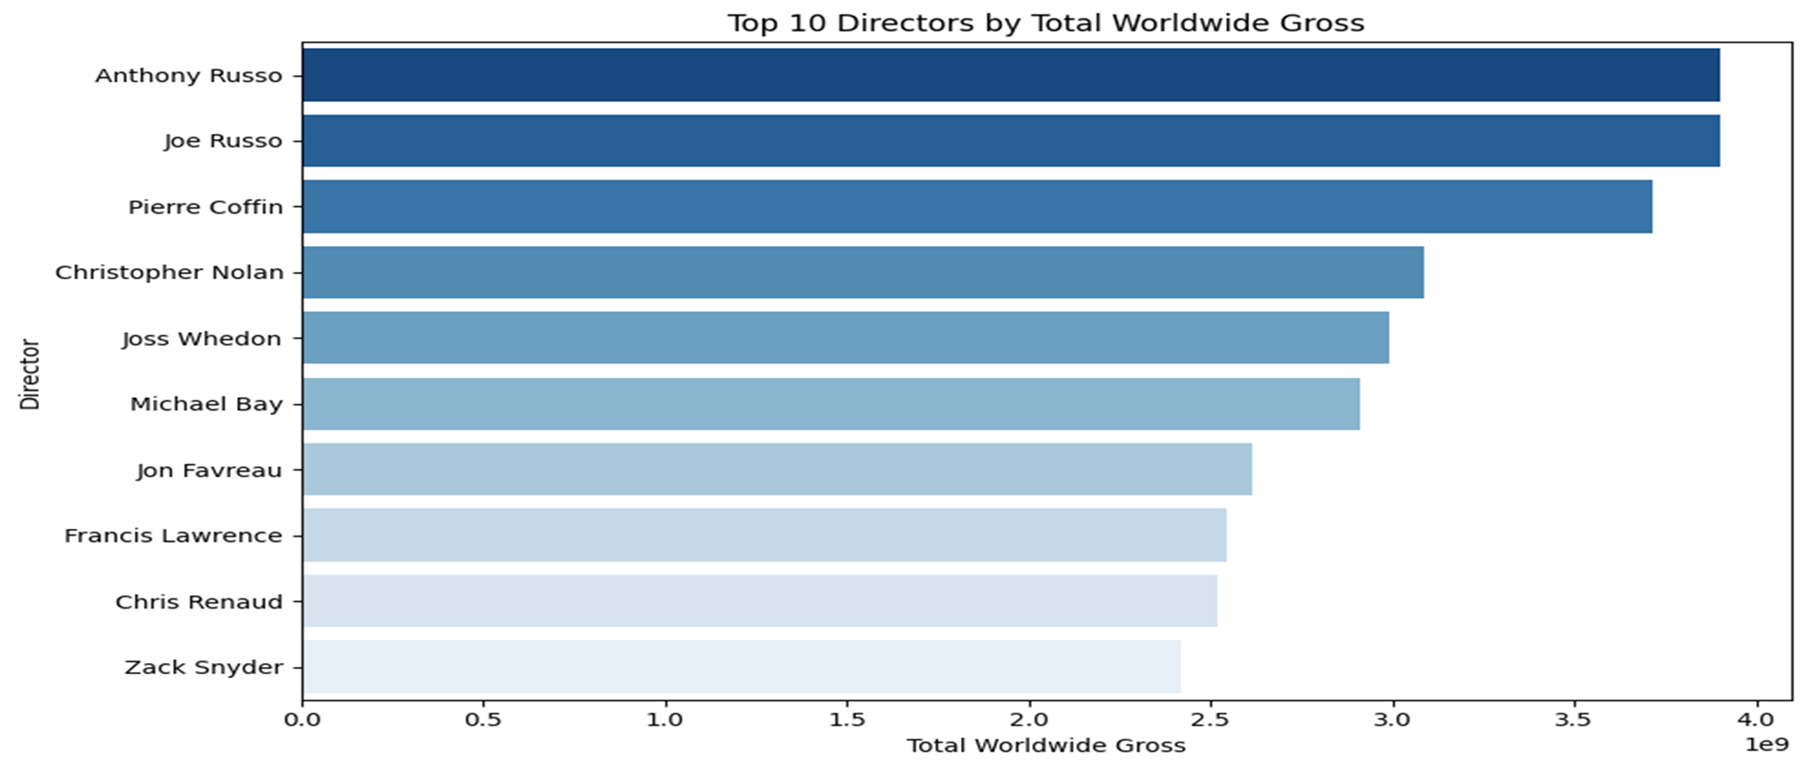 Top 10 Directors by Total Worldwide Gross
Director
Anthony Russo
Joe Russo
Pierre Coffin
Christopher Nolan
Joss Whedon
Michael Bay
Jon Favreau
Francis Lawrence
Chris Renaud
Zack Snyder
0.0 0.5 1.0 1.5 2.0 2.5 3.0 3.5 4.0
Total Worldwide Gross
1e9